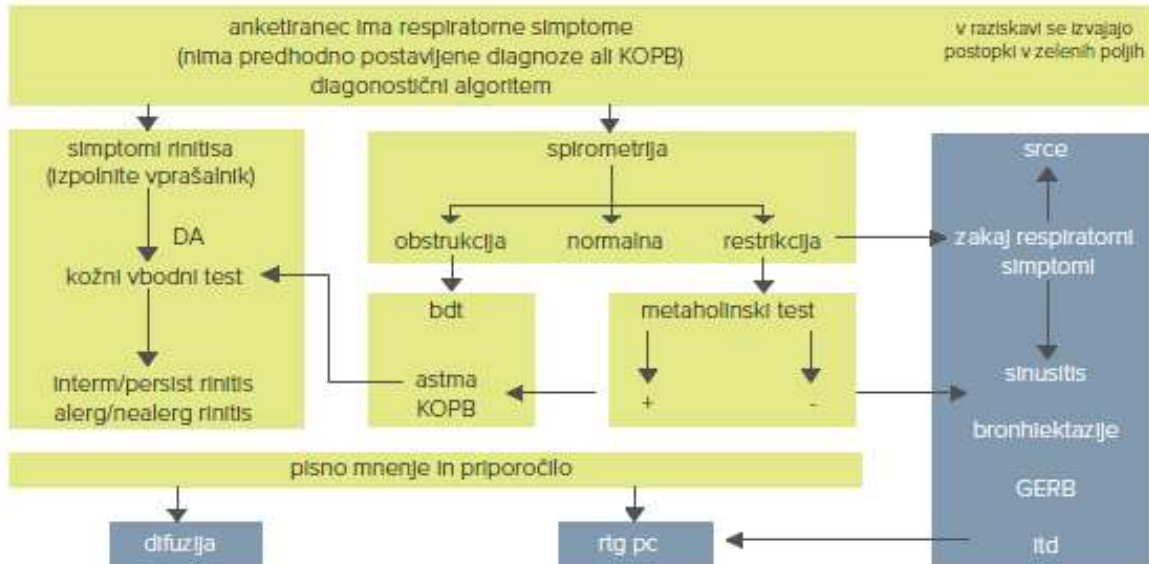 anketiranec ima respiratorne simptome
(nima predhodno postavljene diagnoze ali KOPB)
diagonostični algoritem
v raziskavi se izvajajo
postopki v zelenih poljih
simptomi rinitisa
(izpolnite vprašalnik)
DA
kožni vbodni test
interm/persist rinitis
alerg/nealerg rinitis
spirometrija
obstrukcija
normalna
restrikcija
bdt
astma
KOPB
metaholinski test
+
-
srce
zakaj respiratorni
simptomi
sinusitis
bronhiektazije
GERB
itd
pisno mnenje in priporočilo
difuzija
rtg pc